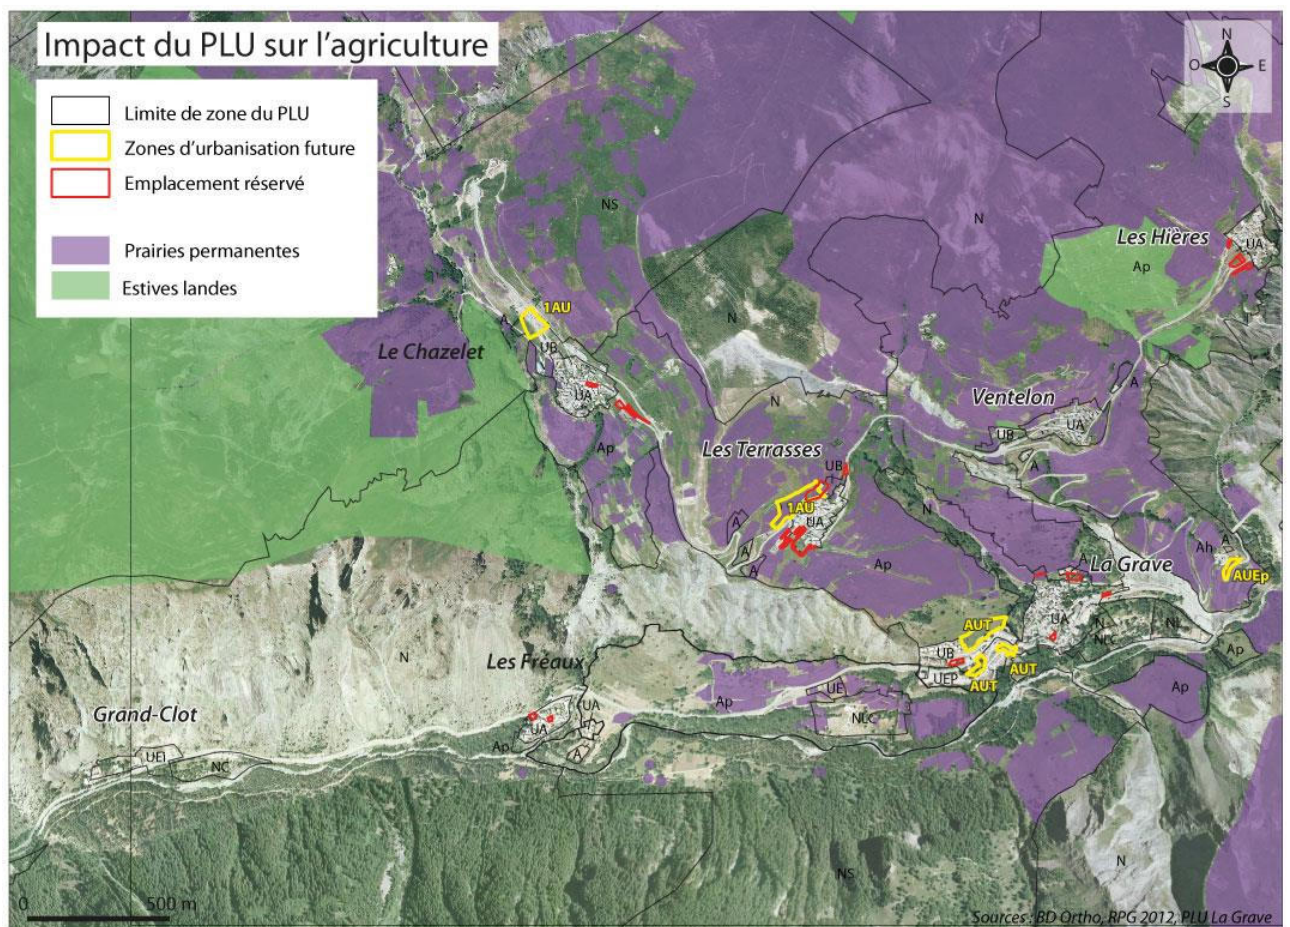 Impact du PLU sur l'agriculture
Limite de zone du PLU
Zones d'urbanisation future
Emplacement réservé
Prairies permanentes
Estives landes
N
O
E
S
NS
N
Les Hières
UA
Ap
1AU
N
Le Chazelet
UB
UA
Ap
N
Ventelon
A
UA
UB
A
Les Terrasses
UB
1AU
UA
A
A
A
N
Ap
A
Ah
AUEp
A
La Grave
UA
N
NLc
NL
Ap
AUT
AUT
AUT
UB
UEP
N
Les Fréaux
Ap
UE
NLC
Ap
UA
UA
Ap
A
Grand-Clot
UEI
NC
NS
N
0
500 m
Sources : BD Ortho, RPG 2012, PLU La Grave